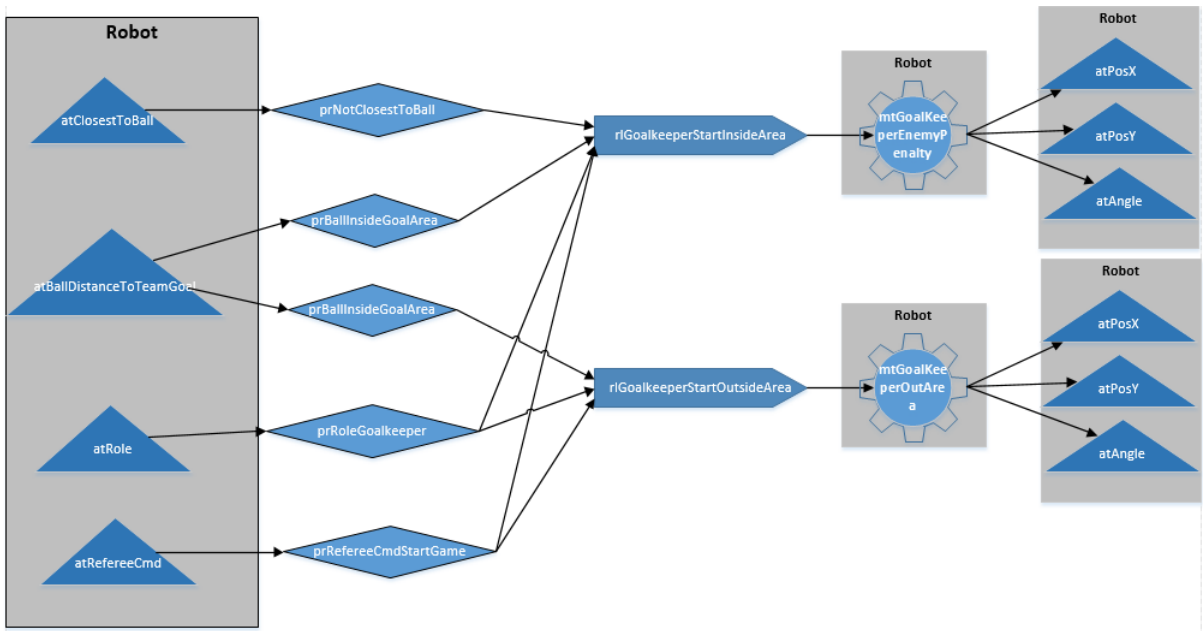 Robot
atClosestToBall
atBallDistanceToTeamGoal
atRole
atRefereeCmd
prNotClosestToBall
prBallInsideGoalArea
prBallInsideGoalArea
prRoleGoalkeeper
prRefereeCmdStartGame
rlGoalkeeperStartInsideArea
rlGoalkeeperStartOutsideArea
Robot
mtGoalKee
perEnemyP
enalty
Robot
mtGoalKee
perOutAre
a
Robot
atPosX
atPosY
atAngle
Robot
atPosX
atPosY
atAngle